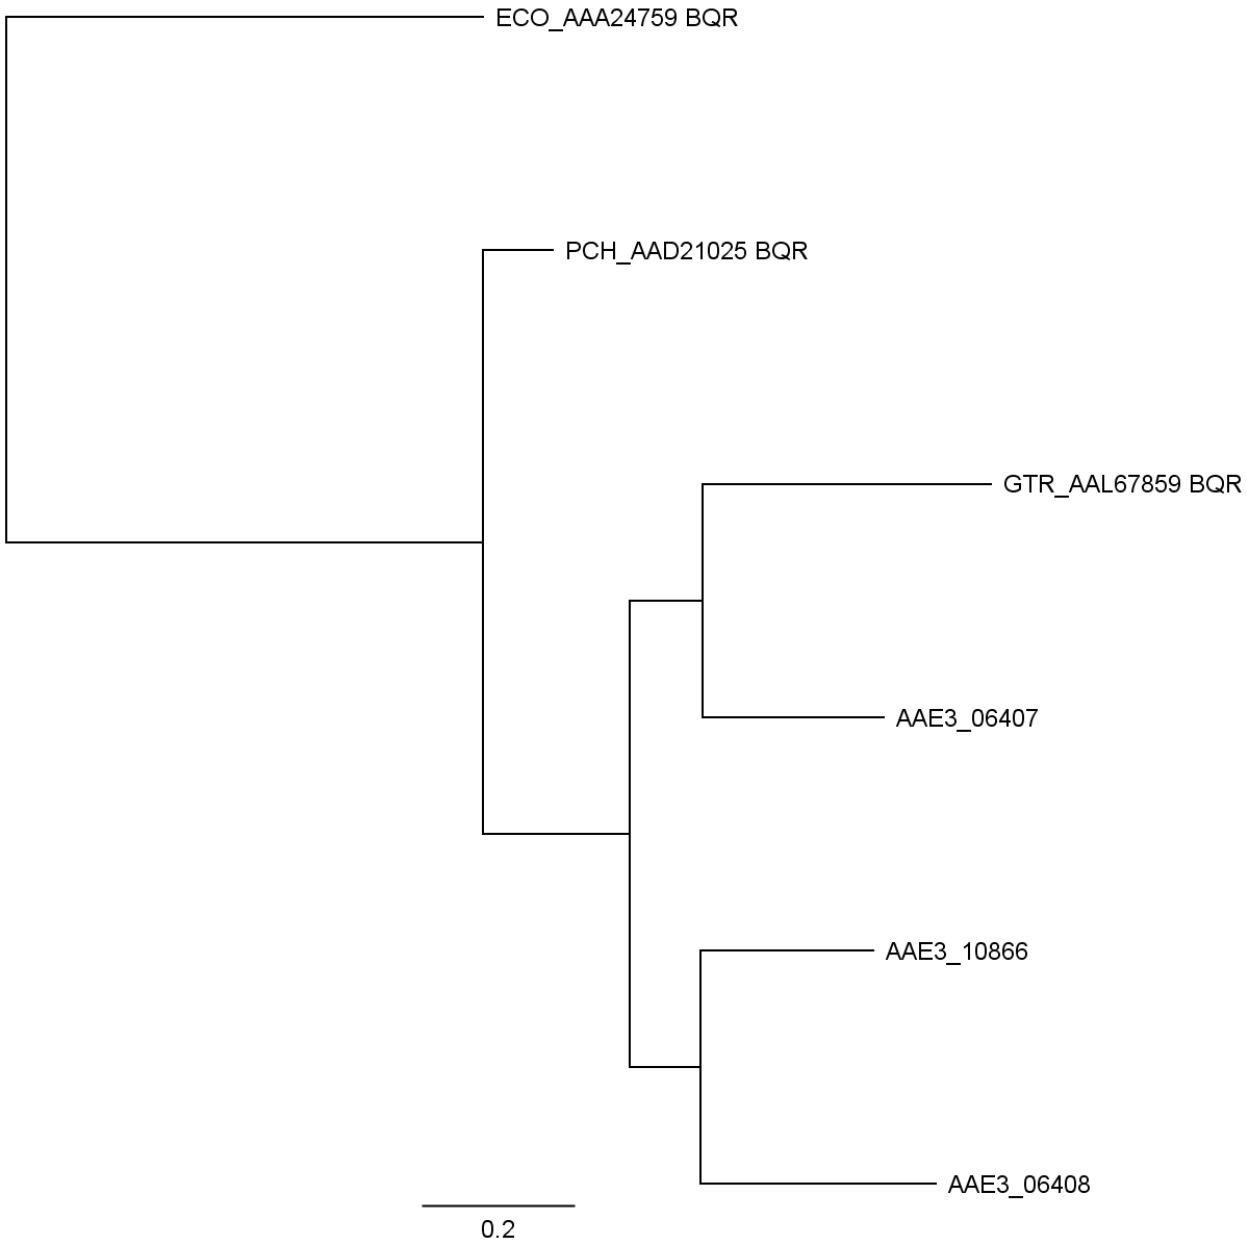 ECO_AAA24759 BQR
PCH_AAD21025 BQR
GTR_AAL67859 BQR
AAE3_06407
AAE3_10866
AAE3_06408
0.2